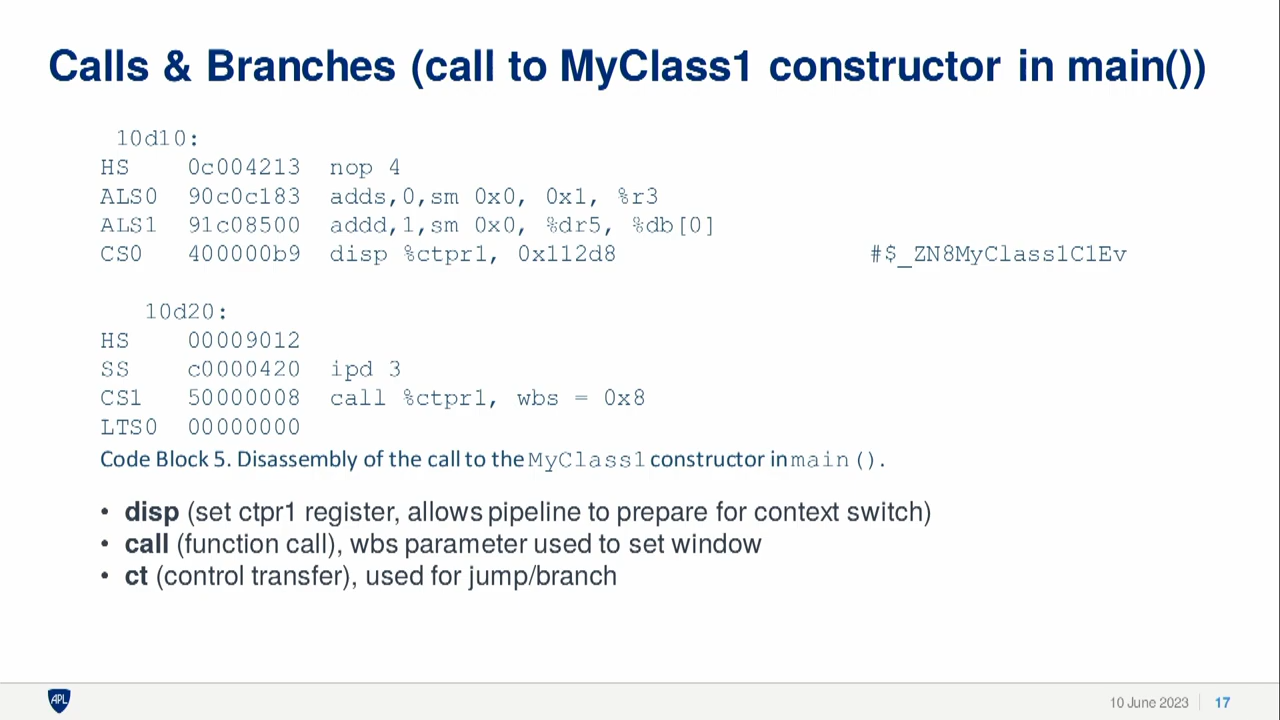 Calls & Branches (call to MyClass1 constructor in main())
10d10:
HS 0c004213 nop 4
ALS0 90c0c183 adds,0,sm 0x0, 0x1, %r3
ALS1 91c08500 addd,1,sm 0x0, %dr5, %db[0]
CS0 400000b9 disp %ctpr1, 0x112d8 #$_ZN8MyClass1C1Ev
10d20:
HS 00009012
SS c0000420 ipd 3
CS1 50000008 call %ctpr1, wbs = 0x8
LTS0 00000000
Code Block 5. Disassembly of the call to the MyClass1 constructor in main().
• disp (set ctpr1 register, allows pipeline to prepare for context switch)
• call (function call), wbs parameter used to set window
• ct (control transfer), used for jump/branch
APL
10 June 2023 17